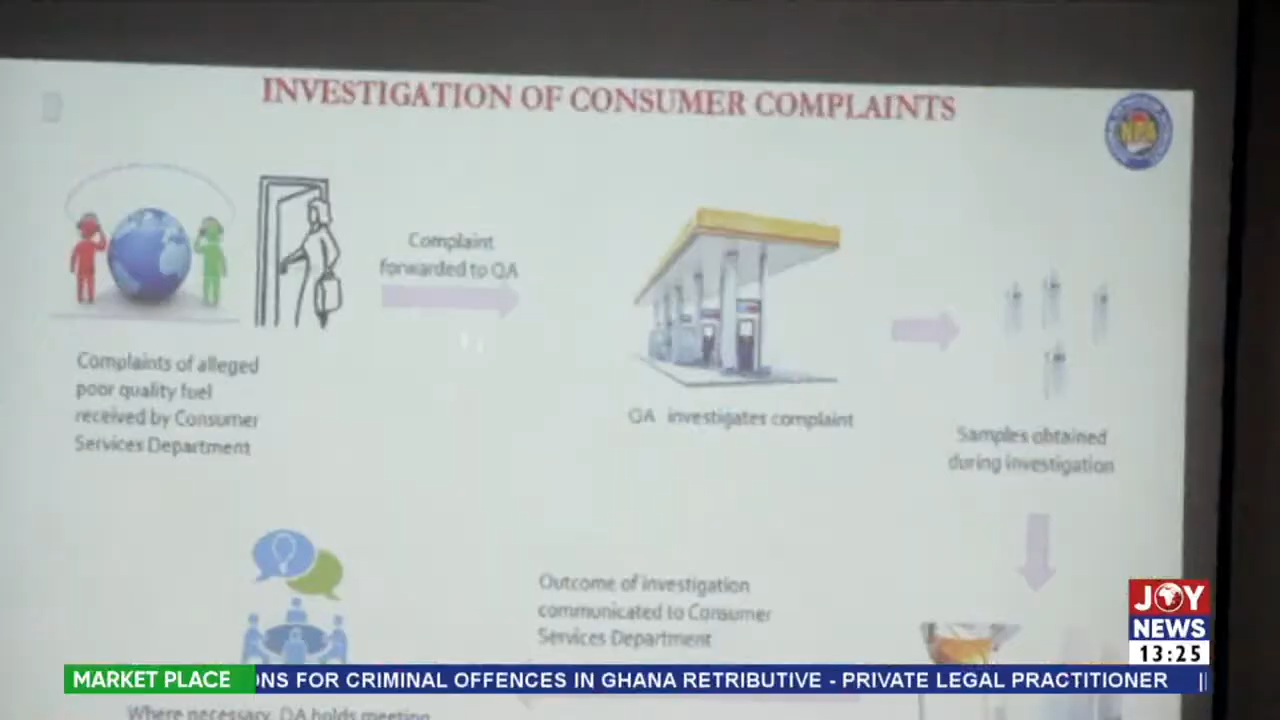 INVESTIGATION OF CONSUMER COMPLAINTS
NPA
Complaint
forwarded to QA
Complaints of alleged
poor quality fuel
received by Consumer
Services Department
QA investigates complaint
Samples obtained
during investigation
Outcome of investigation
communicated to Consumer
Services Department
JOY
NEWS
13:25
MARKET PLACE
ONS FOR CRIMINAL OFFENCES IN GHANA RETRIBUTIVE - PRIVATE LEGAL PRACTITIONER
Where necessary, QA holds meeting